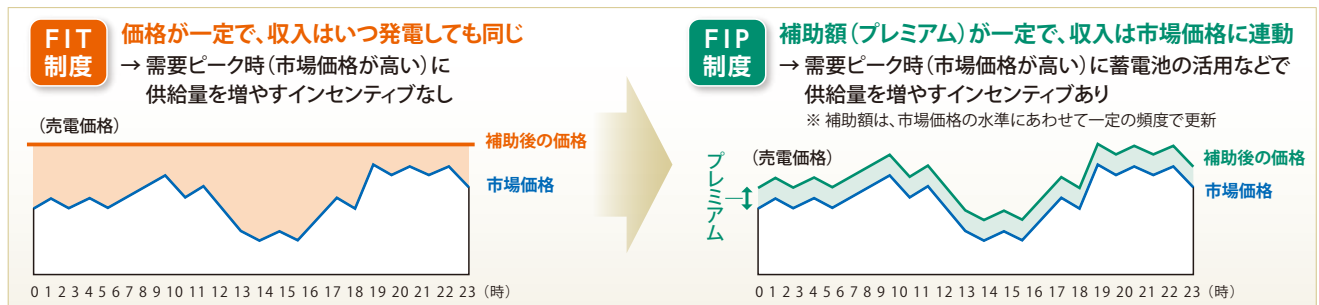 FIT
制度
価格が一定で、収入はいつ発電しても同じ
→ 需要ピーク時(市場価格が高い)に
供給量を増やすインセンティブなし
(売電価格)
補助後の価格
市場価格
0 1 2 3 4 5 6 7 8 9 10 11 12 13 14 15 16 17 18 19 20 21 22 23 (時)
FIP
制度
補助額(プレミアム)が一定で、収入は市場価格に連動
→ 需要ピーク時(市場価格が高い)に蓄電池の活用などで
供給量を増やすインセンティブあり
※ 補助額は、市場価格の水準にあわせて一定の頻度で更新
プレミアム
(売電価格)
補助後の価格
市場価格
0 1 2 3 4 5 6 7 8 9 10 11 12 13 14 15 16 17 18 19 20 21 22 23 (時)